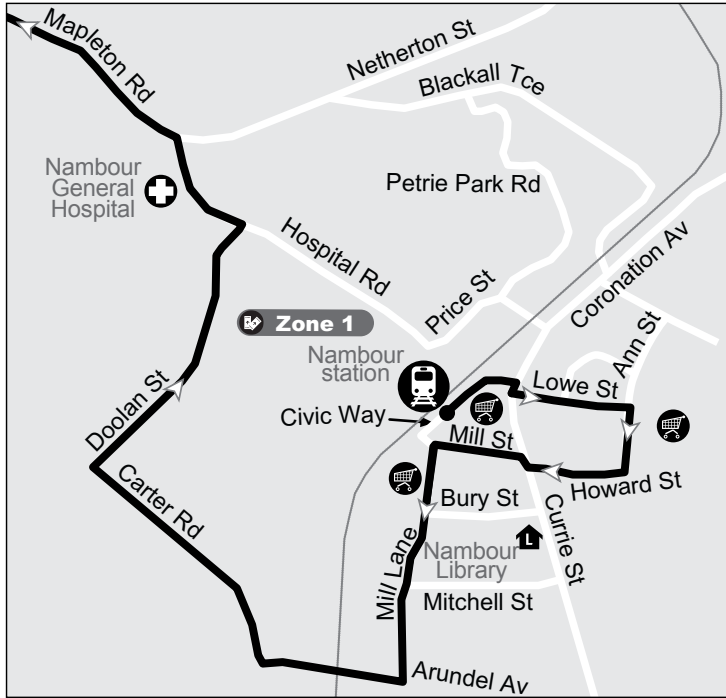 Mapleton Rd
Netherton St
Blackall Tce
Nambour
General
Hospital
Petrie Park Rd
Hospital Rd
Coronation Av
Price St
Zone 1
Ann St
Nambour
station
Lowe St
Civic Way
Mill St
Doolan St
Howard St
Carter Rd
Bury St
Currie St
L
Nambour
Library
Mill Lane
Mitchell St
Arundel Av